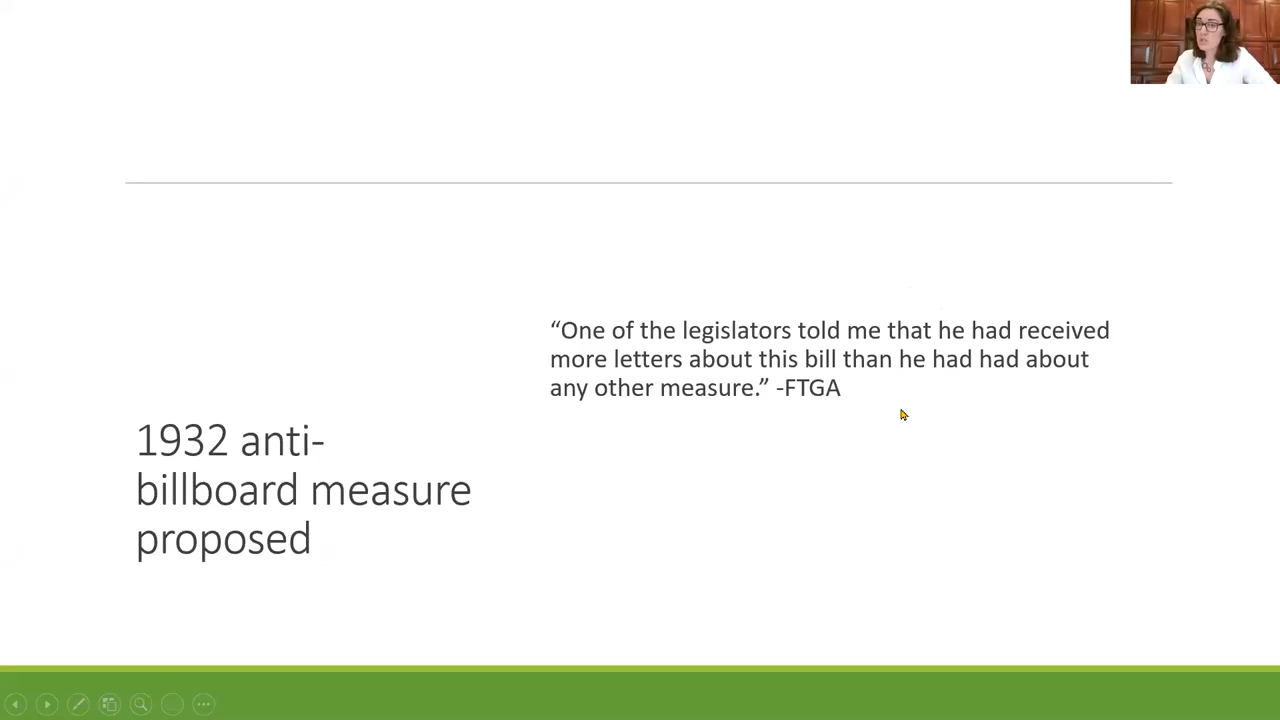 “One of the legislators told me that he had received
more letters about this bill than he had had about
any other measure.” -FTGA
1932 anti-
billboard measure
proposed